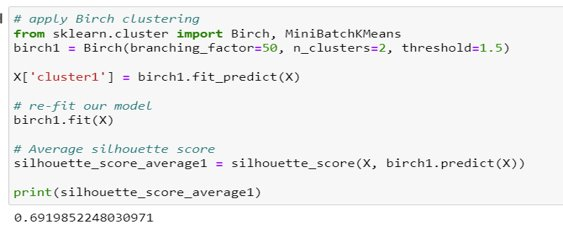 # apply Birch clustering
from sklearn.cluster import Birch, MiniBatchKMeans
birch1 = Birch(branching_factor=50, n_clusters=2, threshold=1.5)
X['cluster1'] = birch1.fit_predict(X)
# re-fit our model
birch1.fit(X)
# Average silhouette score
silhouette_score_average1 = silhouette_score(X, birch1.predict(X))
print(silhouette_score_average1)
0.6919852248030971